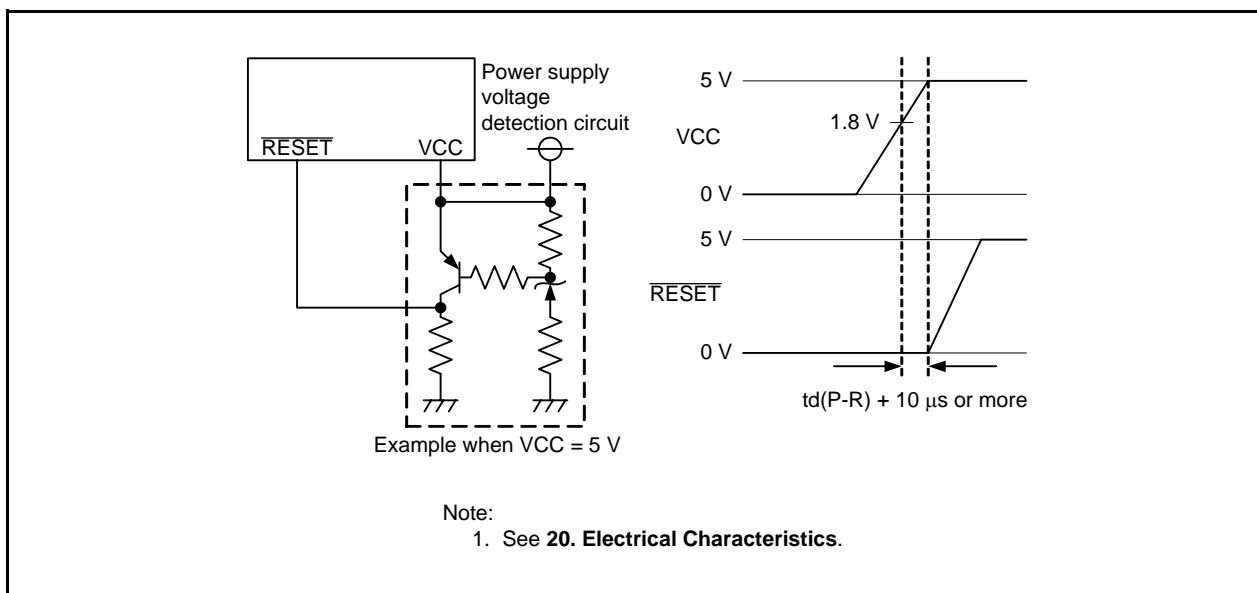 Power supply
voltage
detection circuit
RESET
VCC
Example when VCC = 5 V
5 V
1.8 V
VCC
0 V
5 V
RESET
0 V
td(P-R) + 10 μs or more
Note:
1. See 20. Electrical Characteristics.